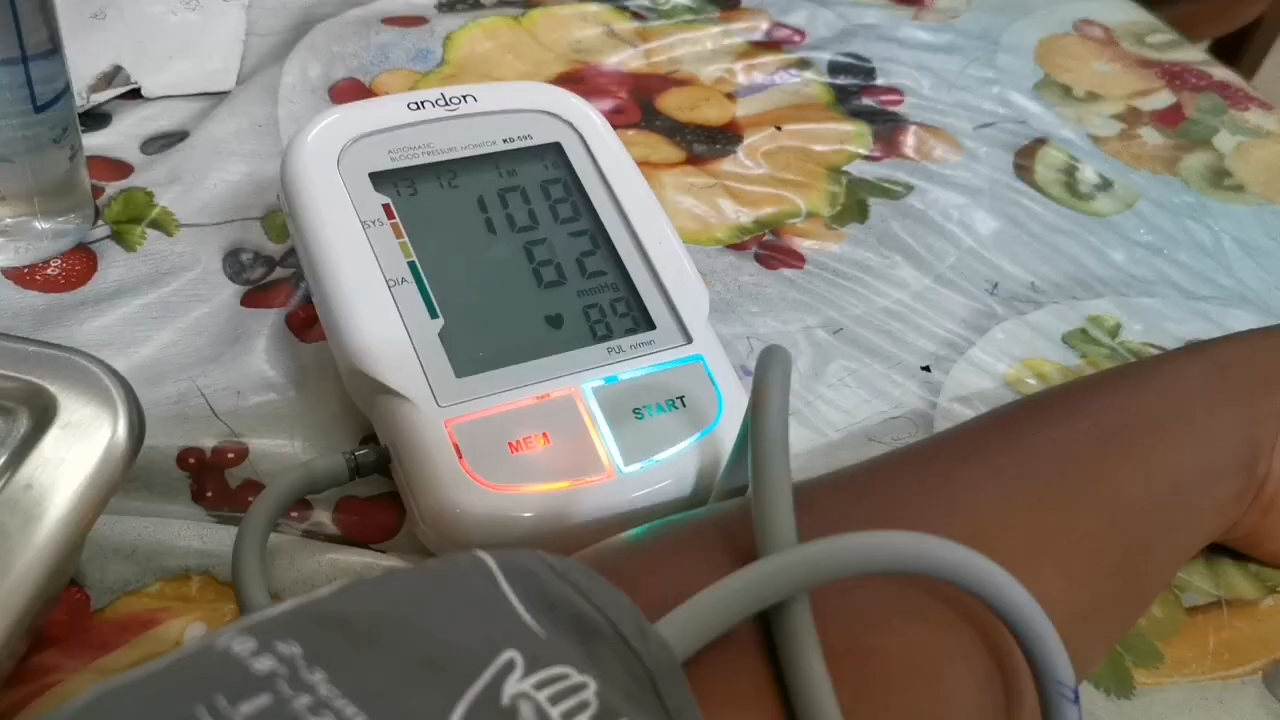 andon
AUTOMATIC
BLOOD PRESSURE MONITOR KD-595
13 12 1M
SYS.
108
DIA.
62
mmHg
89
PUL n/min
MEM
START